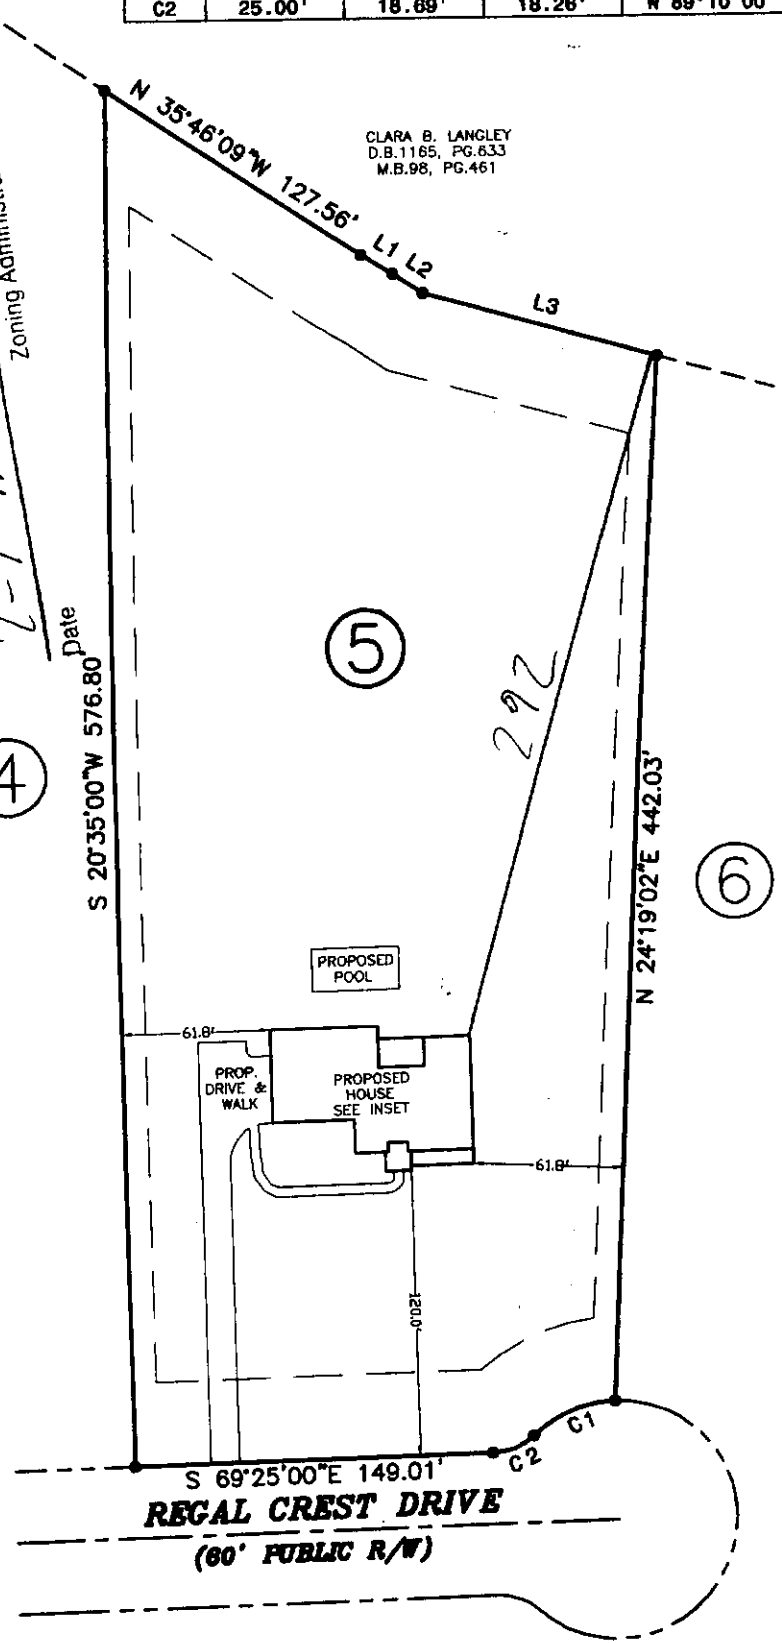 C2 25.00' 18.69' 18.26' N 89°10'00"
N 35°46'09"W 127.56'
CLARA B. LANGLEY
D.B.1165, PG.633
M.B.98, PG.461
L1 L2
L3
Zoning
Date
5
292
S 20°35'00"W 576.80'
4
N 24°19'02"E 442.03'
6
PROPOSED
POOL
61.8'
PROP.
DRIVE &
WALK
PROPOSED
HOUSE
SEE INSET
61.8'
120.0'
C1
C2
S 69°25'00"E 149.01'
REGAL CREST DRIVE
(60' PUBLIC R/W)